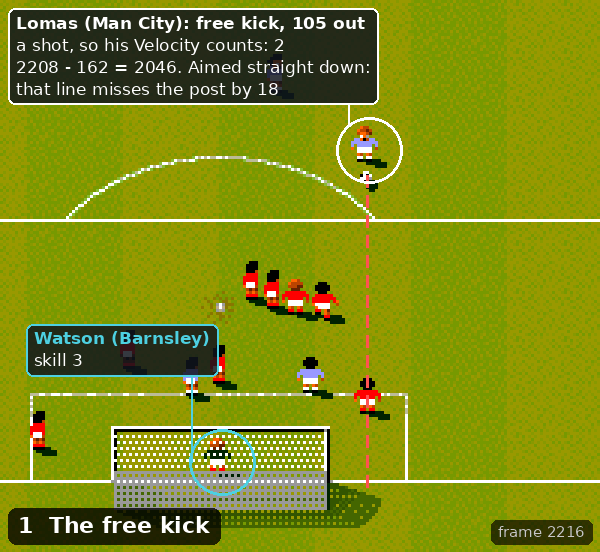 Lomas (Man City): free kick, 105 out
a shot, so his Velocity counts: 2
2208 - 162 = 2046. Aimed straight down:
that line misses the post by 18
Watson (Barnsley)
skill 3
1 The free kick
frame 2216